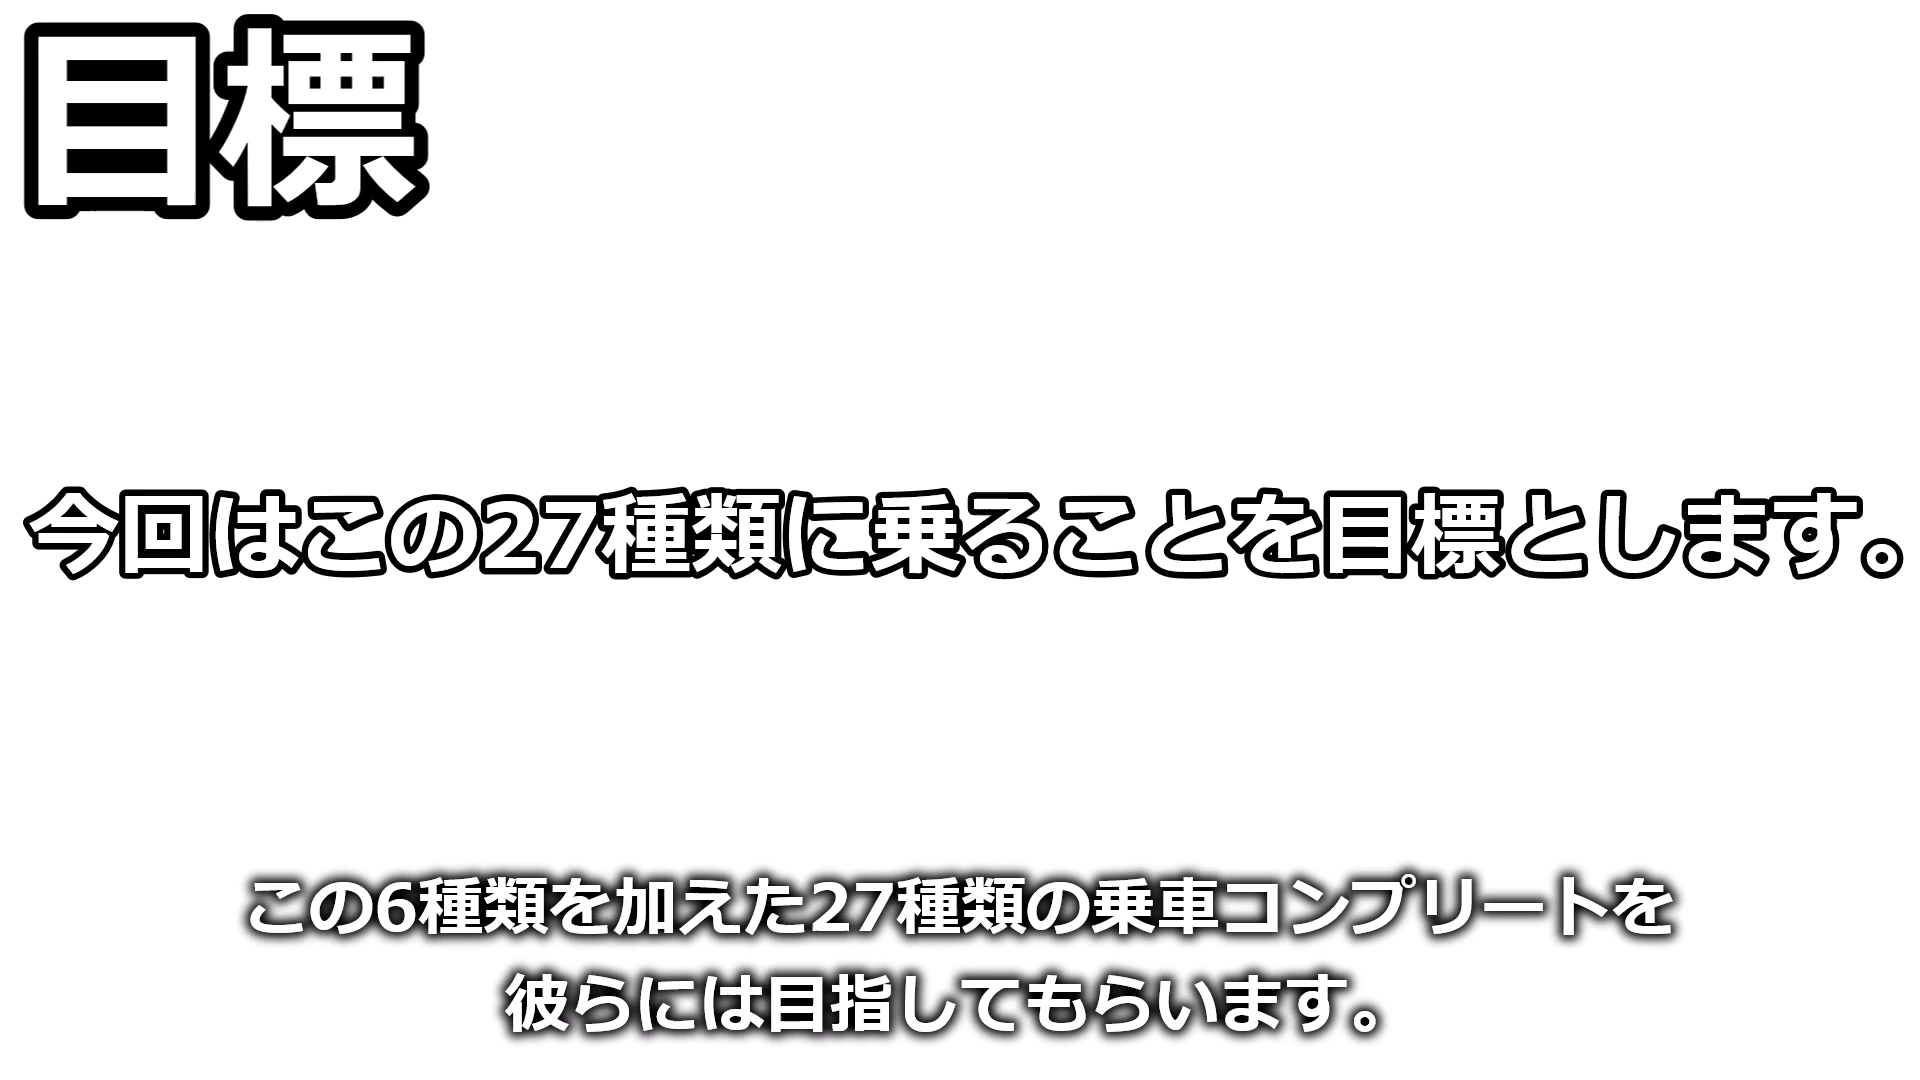 目標
今回はこの27種類に乗ることを目標とします。
この6種類を加えた27種類の乗車コンプリートを
彼らには目指してもらいます。